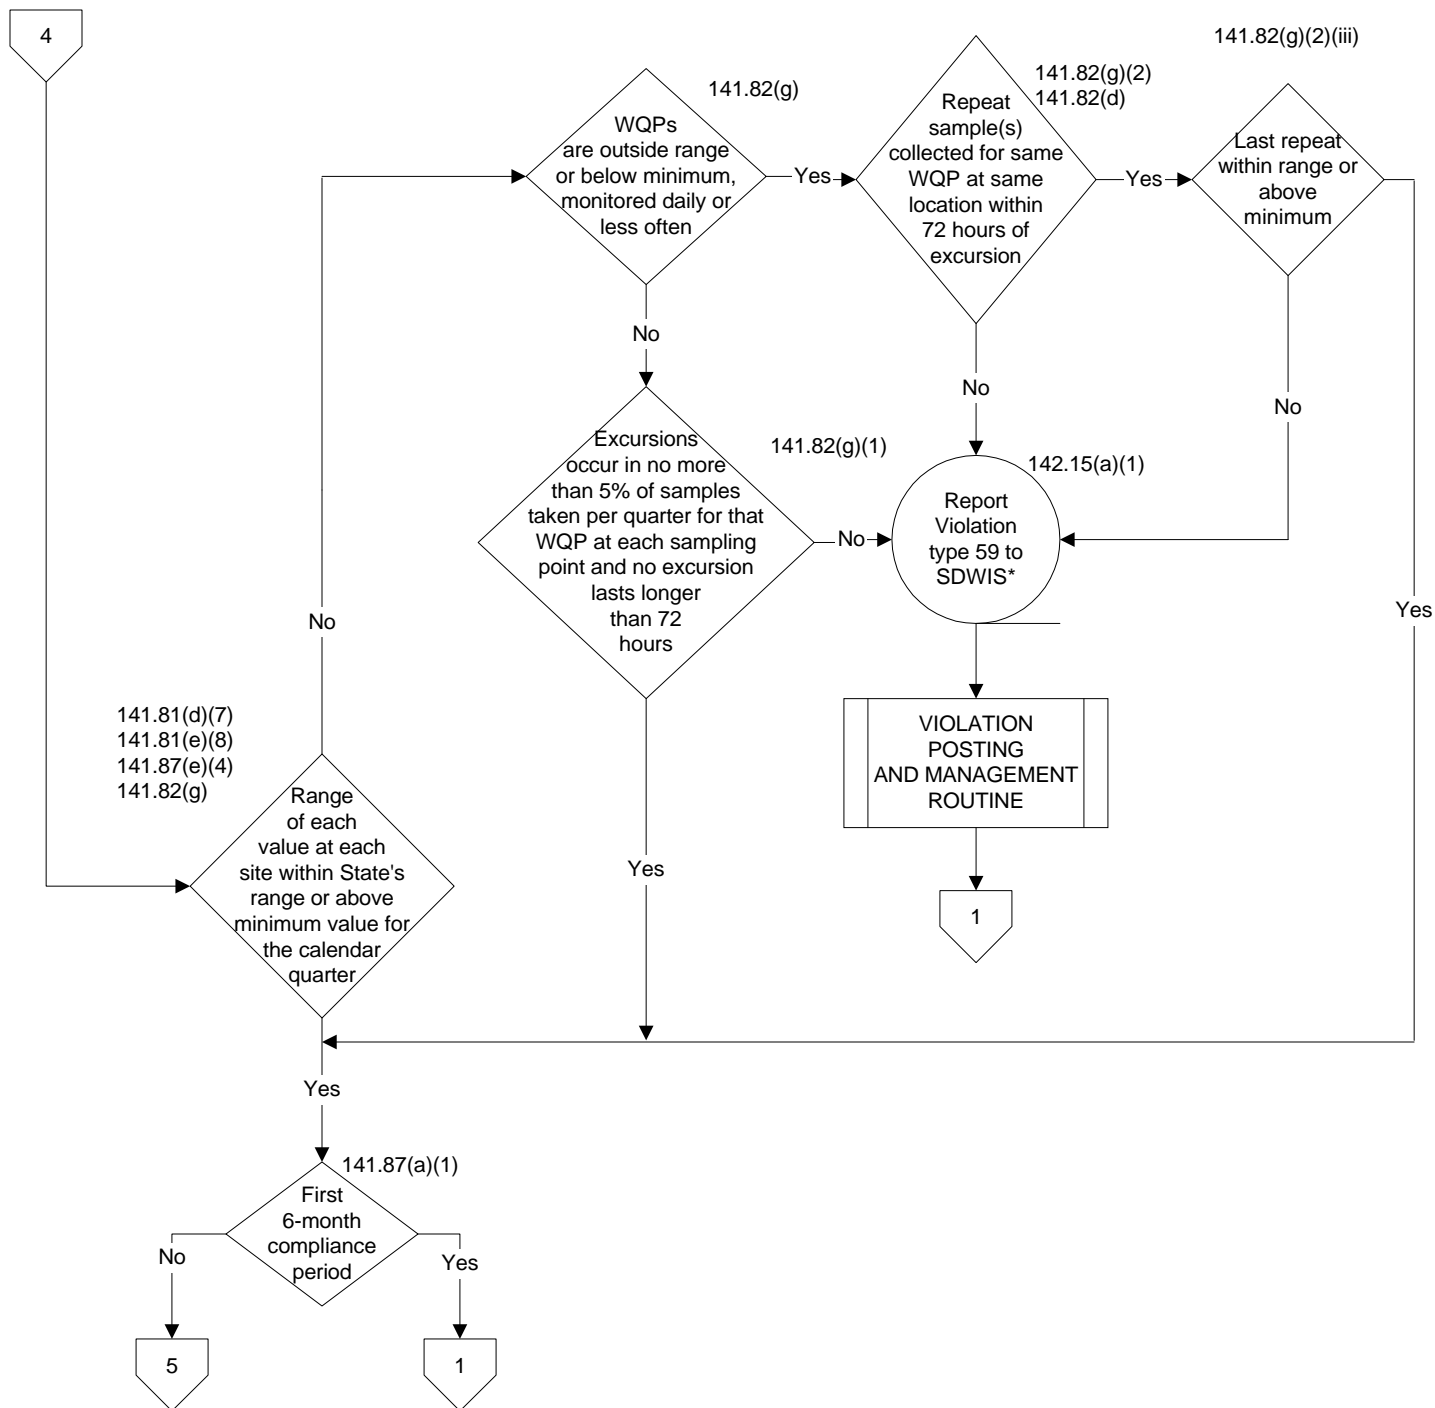 4
141.82(g)(2)(iii)
141.82(g)
141.82(g)(2)
141.82(d)
WQPs
are outside range
or below minimum,
monitored daily or
less often
Yes
Repeat
sample(s)
collected for same
WQP at same
location within
72 hours of
excursion
Yes
Last repeat
within range or
above
minimum
No
No
No
Excursions
occur in no more
than 5% of samples
taken per quarter for that
WQP at each sampling
point and no excursion
lasts longer
than 72
hours
141.82(g)(1)
No
142.15(a)(1)
Report
Violation
type 59 to
SDWIS*
Yes
No
141.81(d)(7)
141.81(e)(8)
141.87(e)(4)
141.82(g)
Range
of each
value at each
site within State's
range or above
minimum value for
the calendar
quarter
VIOLATION
POSTING
AND MANAGEMENT
ROUTINE
Yes
1
Yes
141.87(a)(1)
First
6-month
compliance
period
No
Yes
5
1